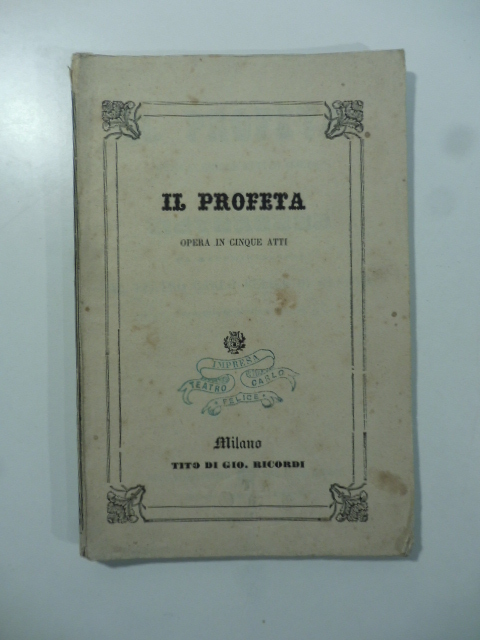 IL PROFETA
OPERA IN CINQUE ATTI
IMPRESA
TEATRO CARLO
FELICE
Milano
TITO DI GIO. RICORDI